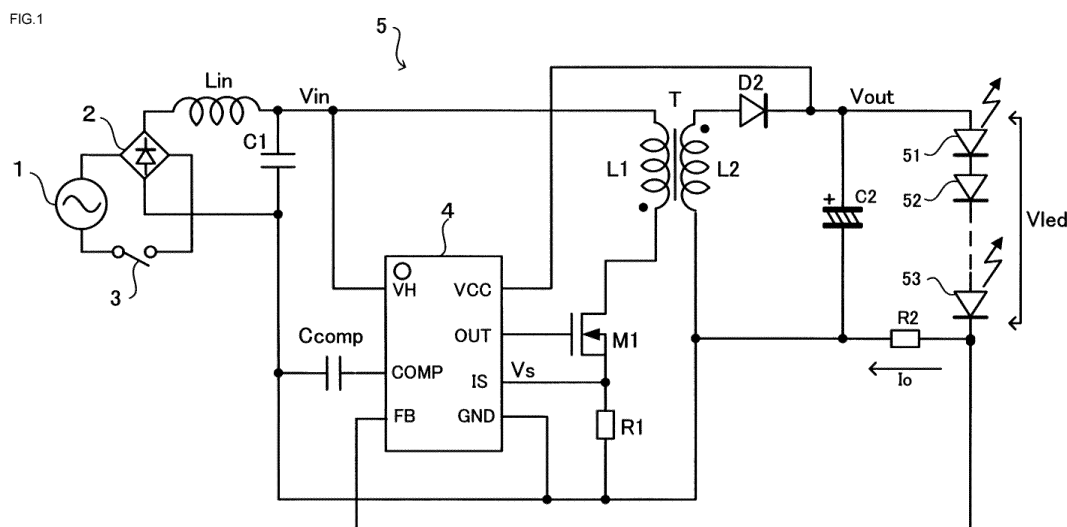 FIG.1
5
Lin
Vin
T
D2
Vout
2
C1
1
L1
L2
51
52
C2
+
Vled
4
3
VH
VCC
53
Ccomp
OUT
M1
R2
COMP
IS
Vs
Io
FB
GND
R1